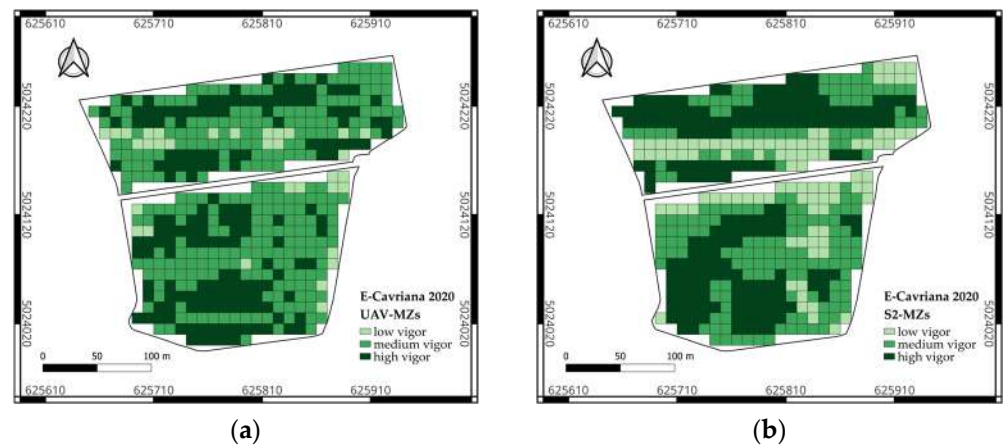 625610 625710 625810 625910
5024220 5024220
5024120 5024120
5024020 5024020
E-Cavriana 2020
UAV-MZs
low vigor
medium vigor
high vigor
0 50 100 m
625610 625710 625810 625910
(a)
625610 625710 625810 625910
5024220 5024220
5024120 5024120
5024020 5024020
E-Cavriana 2020
S2-MZs
low vigor
medium vigor
high vigor
0 50 100 m
625610 625710 625810 625910
(b)